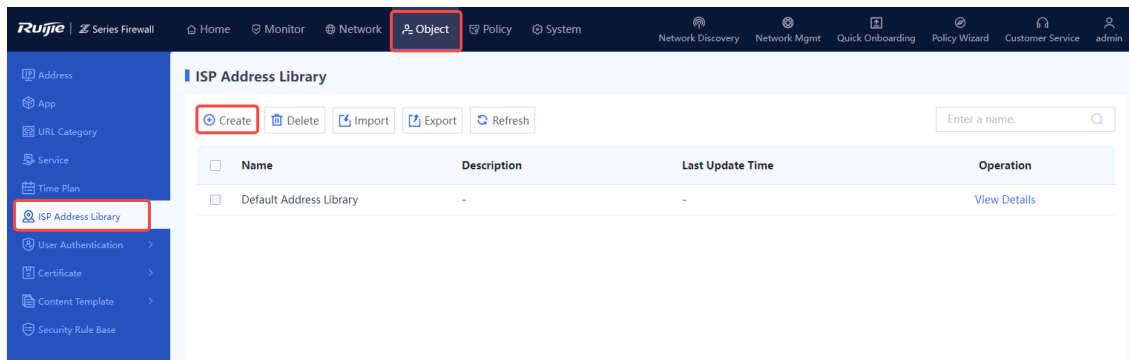 Ruijie | Z Series Firewall Home Monitor Network Object Policy System Network Discovery Network Mgmt Quick Onboarding Policy Wizard Customer Service admin
Address
App
URL Category
Service
Time Plan
ISP Address Library
User Authentication
Certificate
Content Template
Security Rule Base
ISP Address Library
Create Delete Import Export Refresh Enter a name.
Name Description Last Update Time Operation
Default Address Library - - View Details